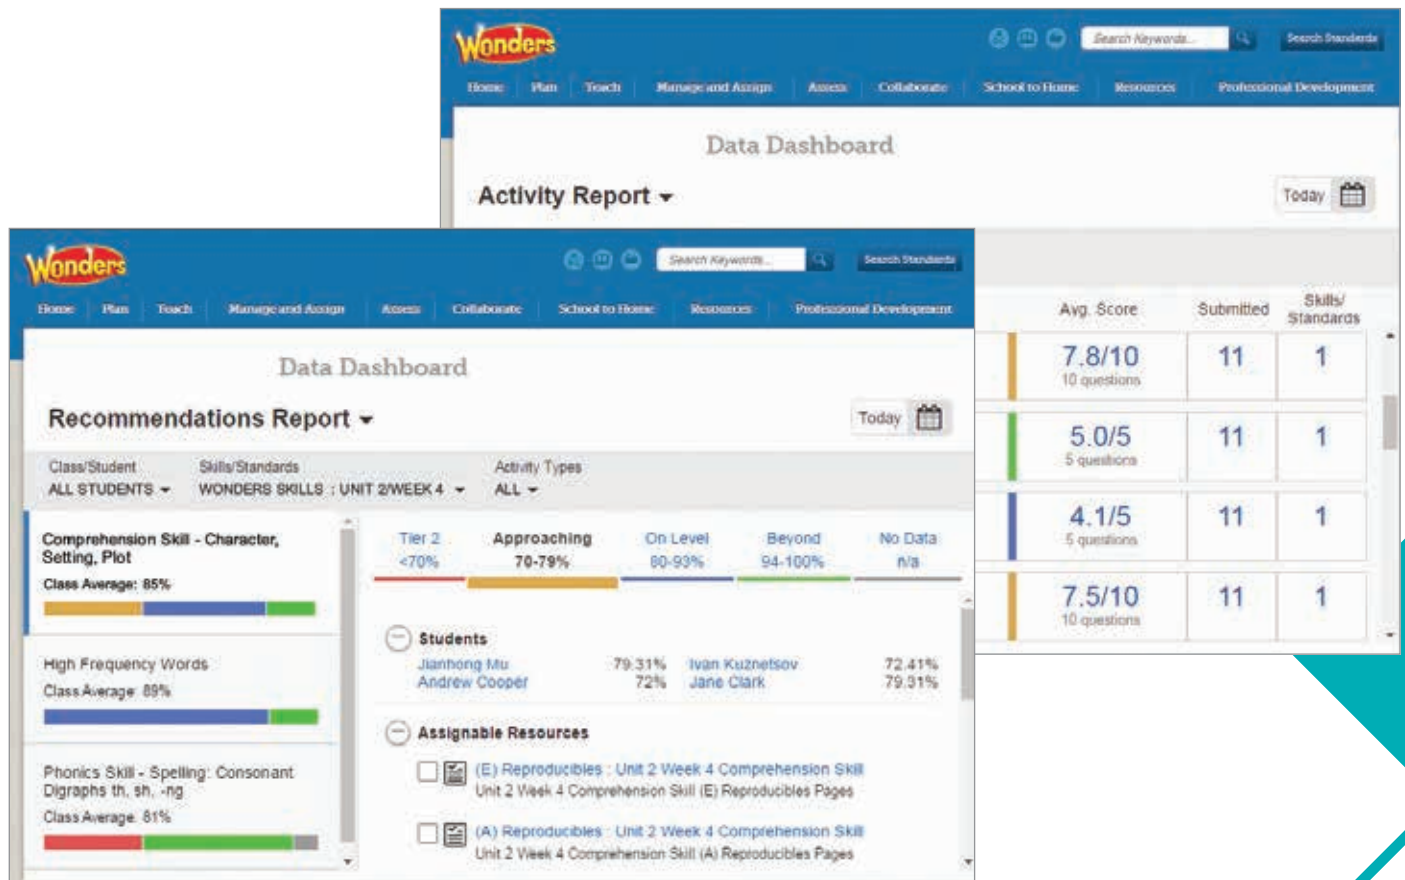 Wonders
Search Keywords...
Search Standards
Home Plan Teach Manage and Assign Assess Collaborate School to Home Resources Professional Development
Data Dashboard
Activity Report
Today
Avg. Score Submitted Skills/
Standards
7.8/10 11 1
10 questions
5.0/5 11 1
5 questions
4.1/5 11 1
5 questions
7.5/10 11 1
10 questions
Wonders
Search Keywords...
Search Standards
Home Plan Teach Manage and Assign Assess Collaborate School to Home Resources Professional Development
Data Dashboard
Recommendations Report
Today
Class/Student Skills/Standards Activity Types
ALL STUDENTS WONDERS SKILLS : UNIT 2/WEEK 4 ALL
Comprehension Skill - Character,
Setting, Plot
Class Average: 85%
High Frequency Words
Class Average: 89%
Phonics Skill - Spelling: Consonant
Digraphs th, sh, -ng
Class Average: 81%
Tier 2 Approaching On Level Beyond No Data
<70% 70-79% 80-93% 94-100% n/a
Students
Jianhong Mu 79.31% Ivan Kuznetsov 72.41%
Andrew Cooper 72% Jane Clark 79.31%
Assignable Resources
(E) Reproducibles : Unit 2 Week 4 Comprehension Skill
Unit 2 Week 4 Comprehension Skill (E) Reproducibles Pages
(A) Reproducibles : Unit 2 Week 4 Comprehension Skill
Unit 2 Week 4 Comprehension Skill (A) Reproducibles Pages